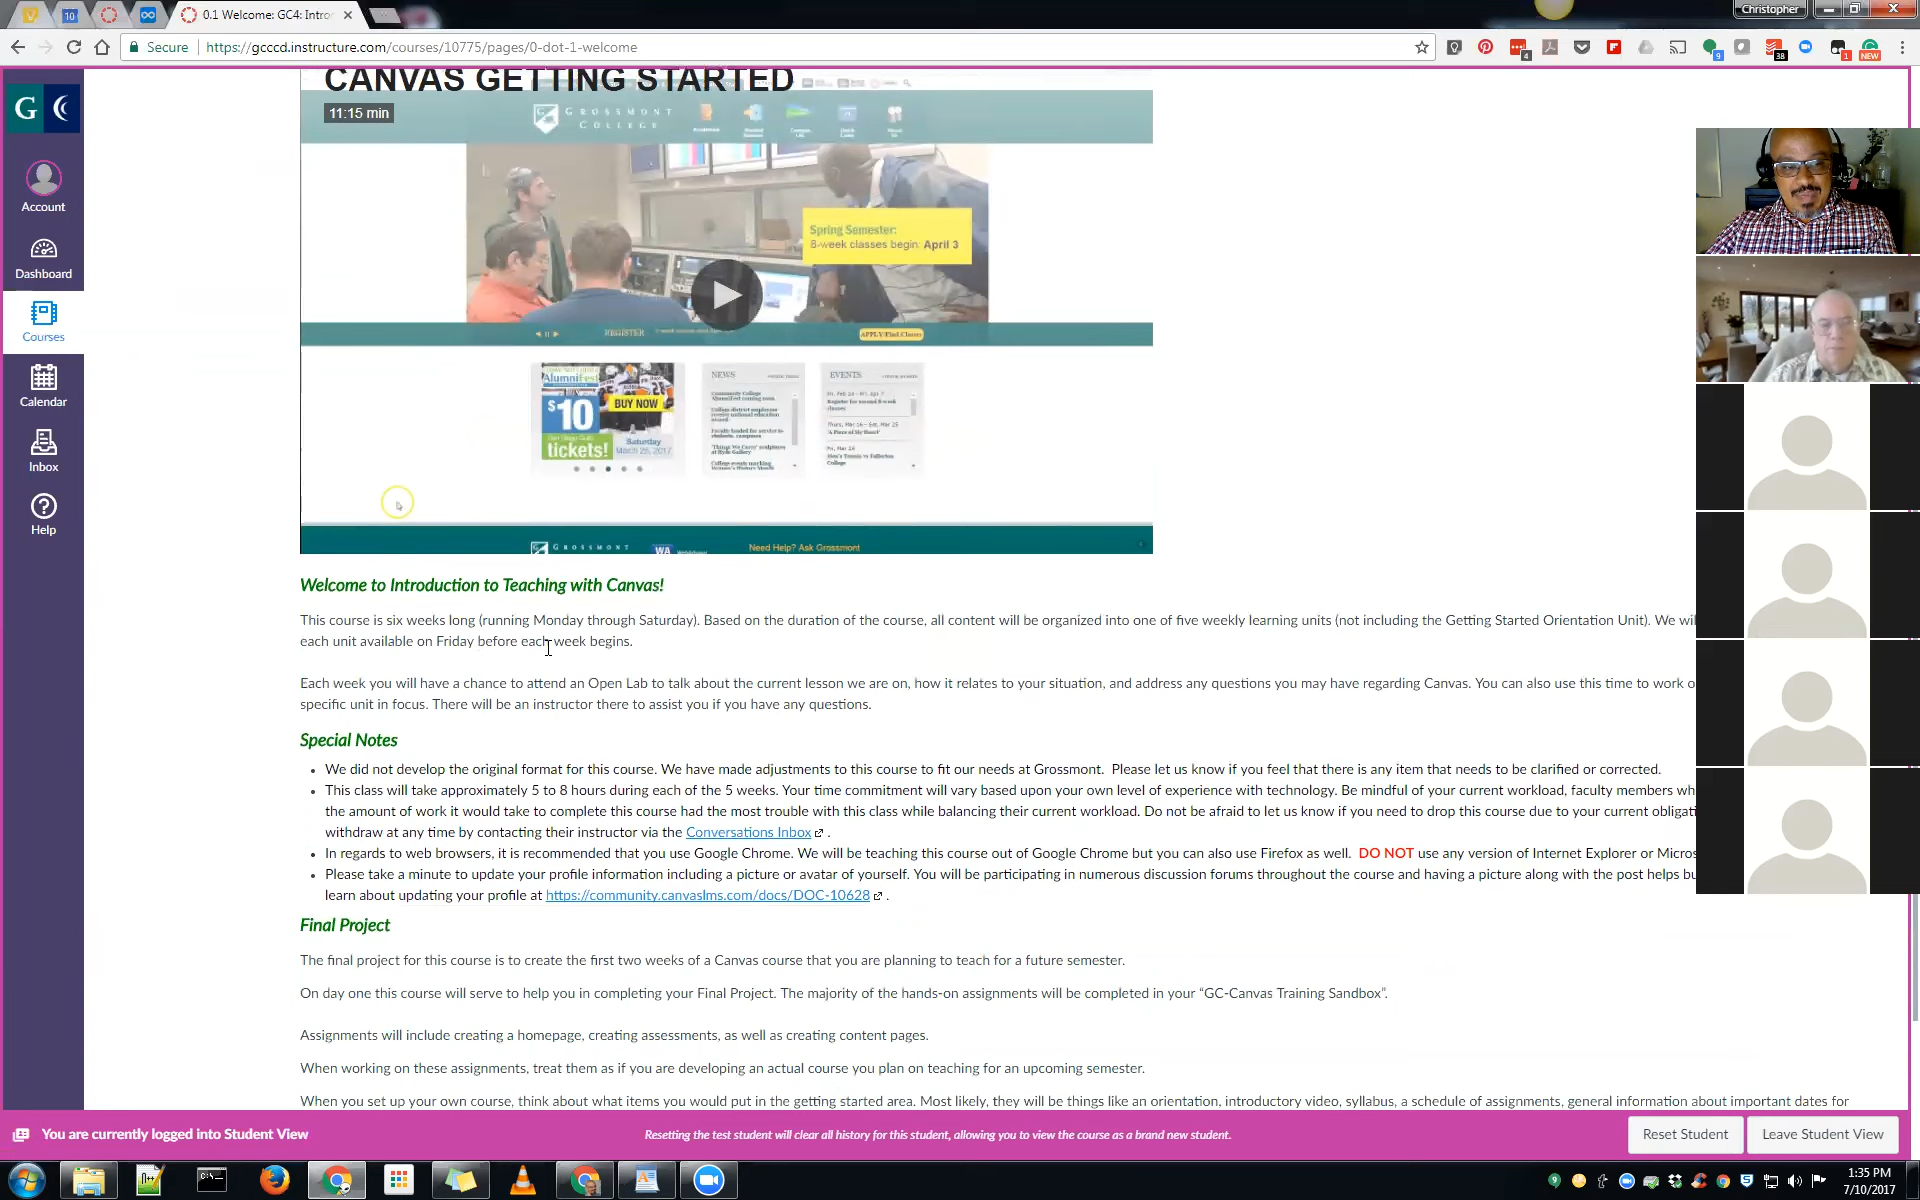 0.1 Welcome: GC4: Intro
Christopher
Secure
https://gcccd.instructure.com/courses/10775/pages/0-dot-1-welcome
CANVAS GETTING STARTED
11:15 min
GROSSMONT
COLLEGE
Spring Semester:
8-week classes begin: April 3
REGISTER
APPLY/Find Classes
AlumniFest
$10
BUY NOW
tickets!
Saturday
March 25, 2017
NEWS
EVENTS
GROSSMONT
WA
Need Help? Ask Grossmont
Account
Dashboard
Courses
Calendar
Inbox
Help
Welcome to Introduction to Teaching with Canvas!
This course is six weeks long (running Monday through Saturday). Based on the duration of the course, all content will be organized into one of five weekly learning units (not including the Getting Started Orientation Unit). We wil
each unit available on Friday before each week begins.
Each week you will have a chance to attend an Open Lab to talk about the current lesson we are on, how it relates to your situation, and address any questions you may have regarding Canvas. You can also use this time to work o
specific unit in focus. There will be an instructor there to assist you if you have any questions.
Special Notes
We did not develop the original format for this course. We have made adjustments to this course to fit our needs at Grossmont. Please let us know if you feel that there is any item that needs to be clarified or corrected.
This class will take approximately 5 to 8 hours during each of the 5 weeks. Your time commitment will vary based upon your own level of experience with technology. Be mindful of your current workload, faculty members wh
the amount of work it would take to complete this course had the most trouble with this class while balancing their current workload. Do not be afraid to let us know if you need to drop this course due to your current obligati
withdraw at any time by contacting their instructor via the Conversations Inbox .
In regards to web browsers, it is recommended that you use Google Chrome. We will be teaching this course out of Google Chrome but you can also use Firefox as well. DO NOT use any version of Internet Explorer or Micros
Please take a minute to update your profile information including a picture or avatar of yourself. You will be participating in numerous discussion forums throughout the course and having a picture along with the post helps bu
learn about updating your profile at https://community.canvaslms.com/docs/DOC-10628 .
Final Project
The final project for this course is to create the first two weeks of a Canvas course that you are planning to teach for a future semester.
On day one this course will serve to help you in completing your Final Project. The majority of the hands-on assignments will be completed in your “GC-Canvas Training Sandbox”.
Assignments will include creating a homepage, creating assessments, as well as creating content pages.
When working on these assignments, treat them as if you are developing an actual course you plan on teaching for an upcoming semester.
When you set up your own course, think about what items you would put in the getting started area. Most likely, they will be things like an orientation, introductory video, syllabus, a schedule of assignments, general information about important dates for
You are currently logged into Student View
Resetting the test student will clear all history for this student, allowing you to view the course as a brand new student.
Reset Student
Leave Student View
1:35 PM
7/10/2017